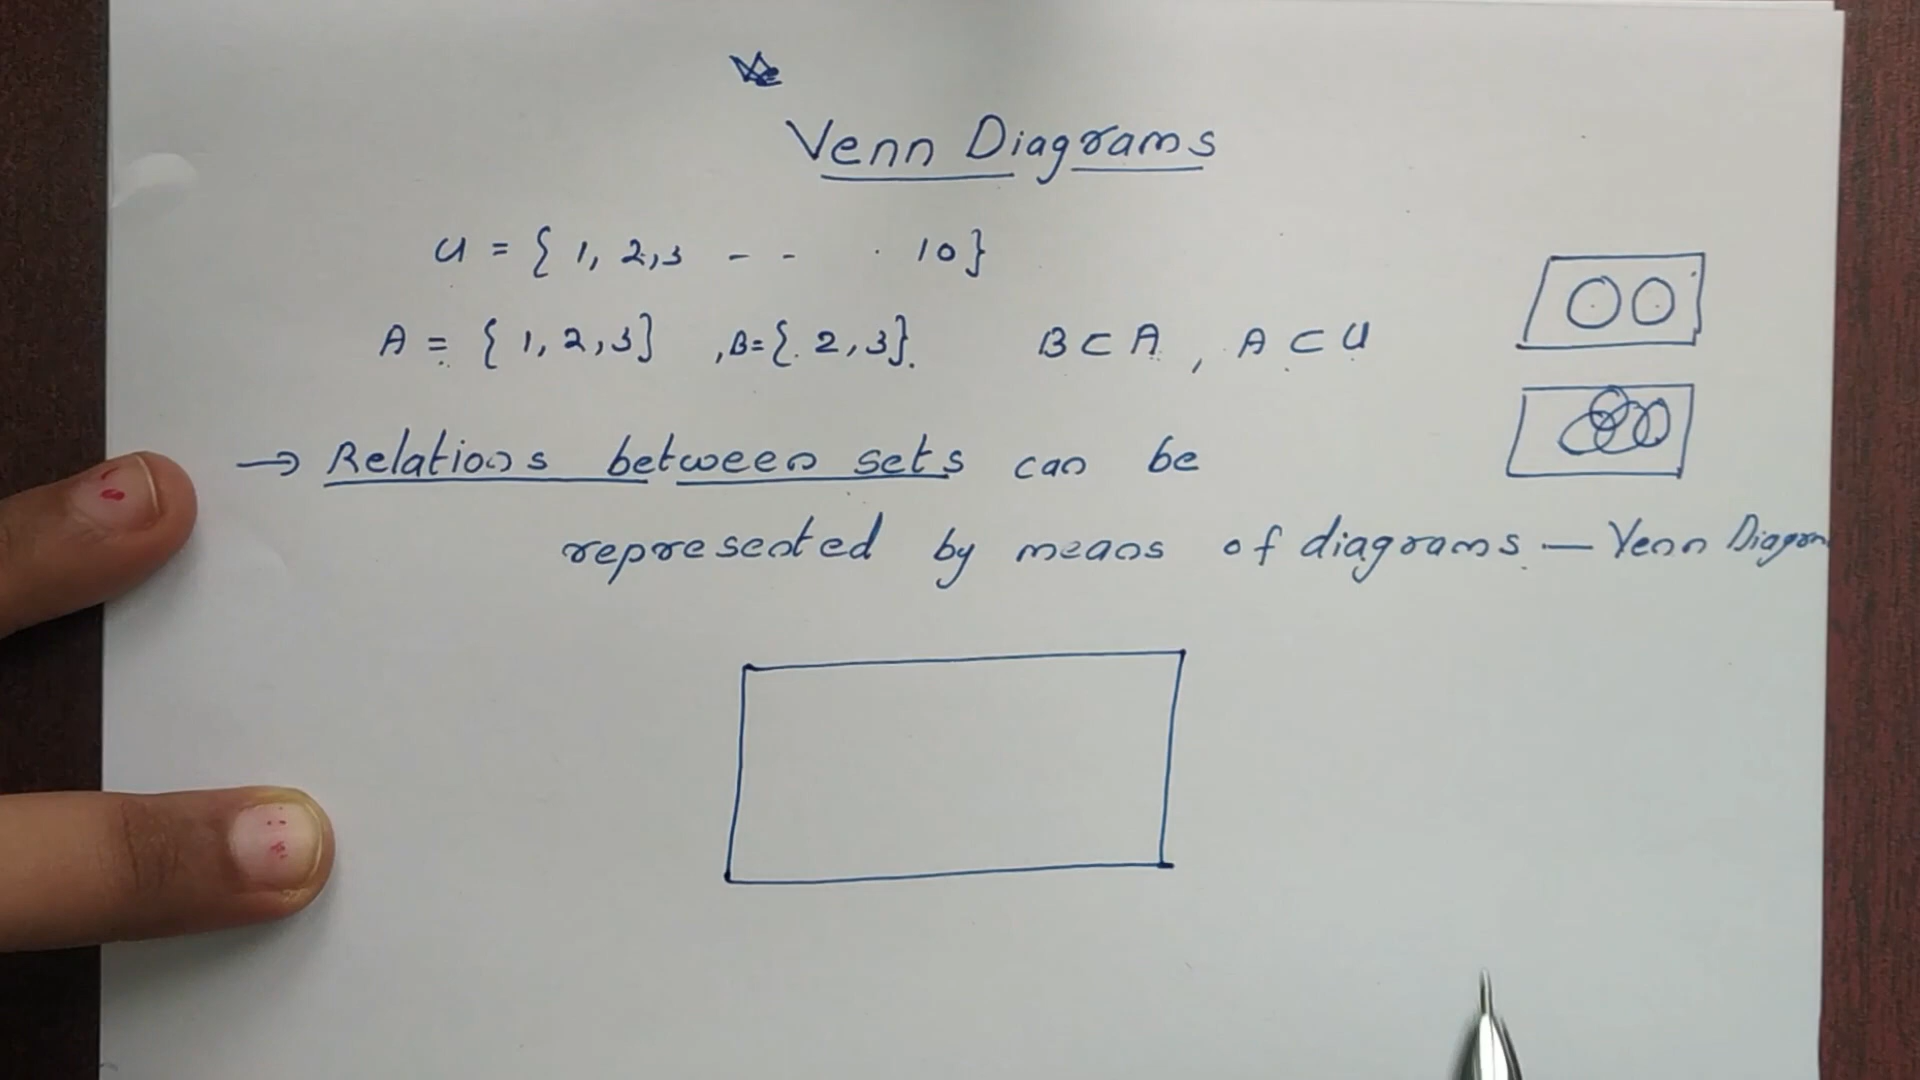 Venn Diagrams
U = { 1, 2,3 - - . 10}
A = { 1, 2,3} ,B={ 2,3}. B ⊂ A , A ⊂ U
→ Relations between sets can be
represented by means of diagrams. — Venn Diagram